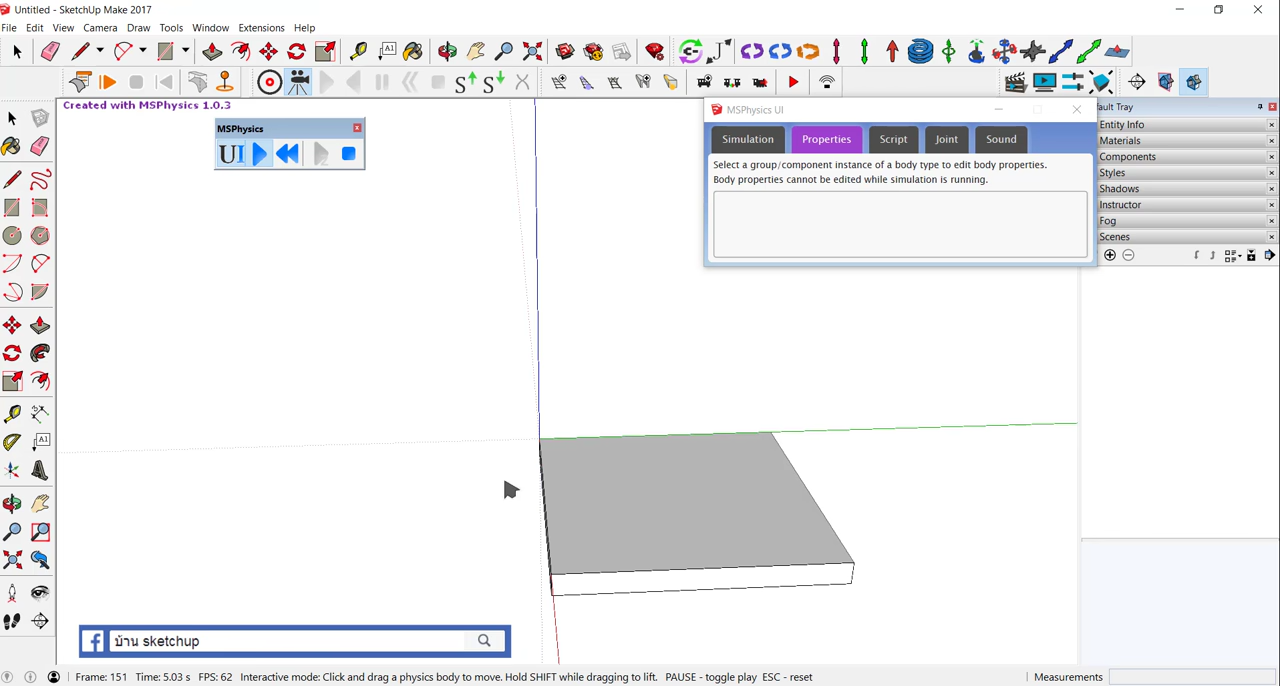 Untitled - SketchUp Make 2017
File Edit View Camera Draw Tools Window Extensions Help
Created with MSPhysics 1.0.3
MSPhysics
UI
MSPhysics UI
Simulation Properties Script Joint Sound
Select a group/component instance of a body type to edit body properties.
Body properties cannot be edited while simulation is running.
ault Tray
Entity Info
Materials
Components
Styles
Shadows
Instructor
Fog
Scenes
บ้าน sketchup
Frame: 151 Time: 5.03 s FPS: 62 Interactive mode: Click and drag a physics body to move. Hold SHIFT while dragging to lift. PAUSE - toggle play ESC - reset
Measurements